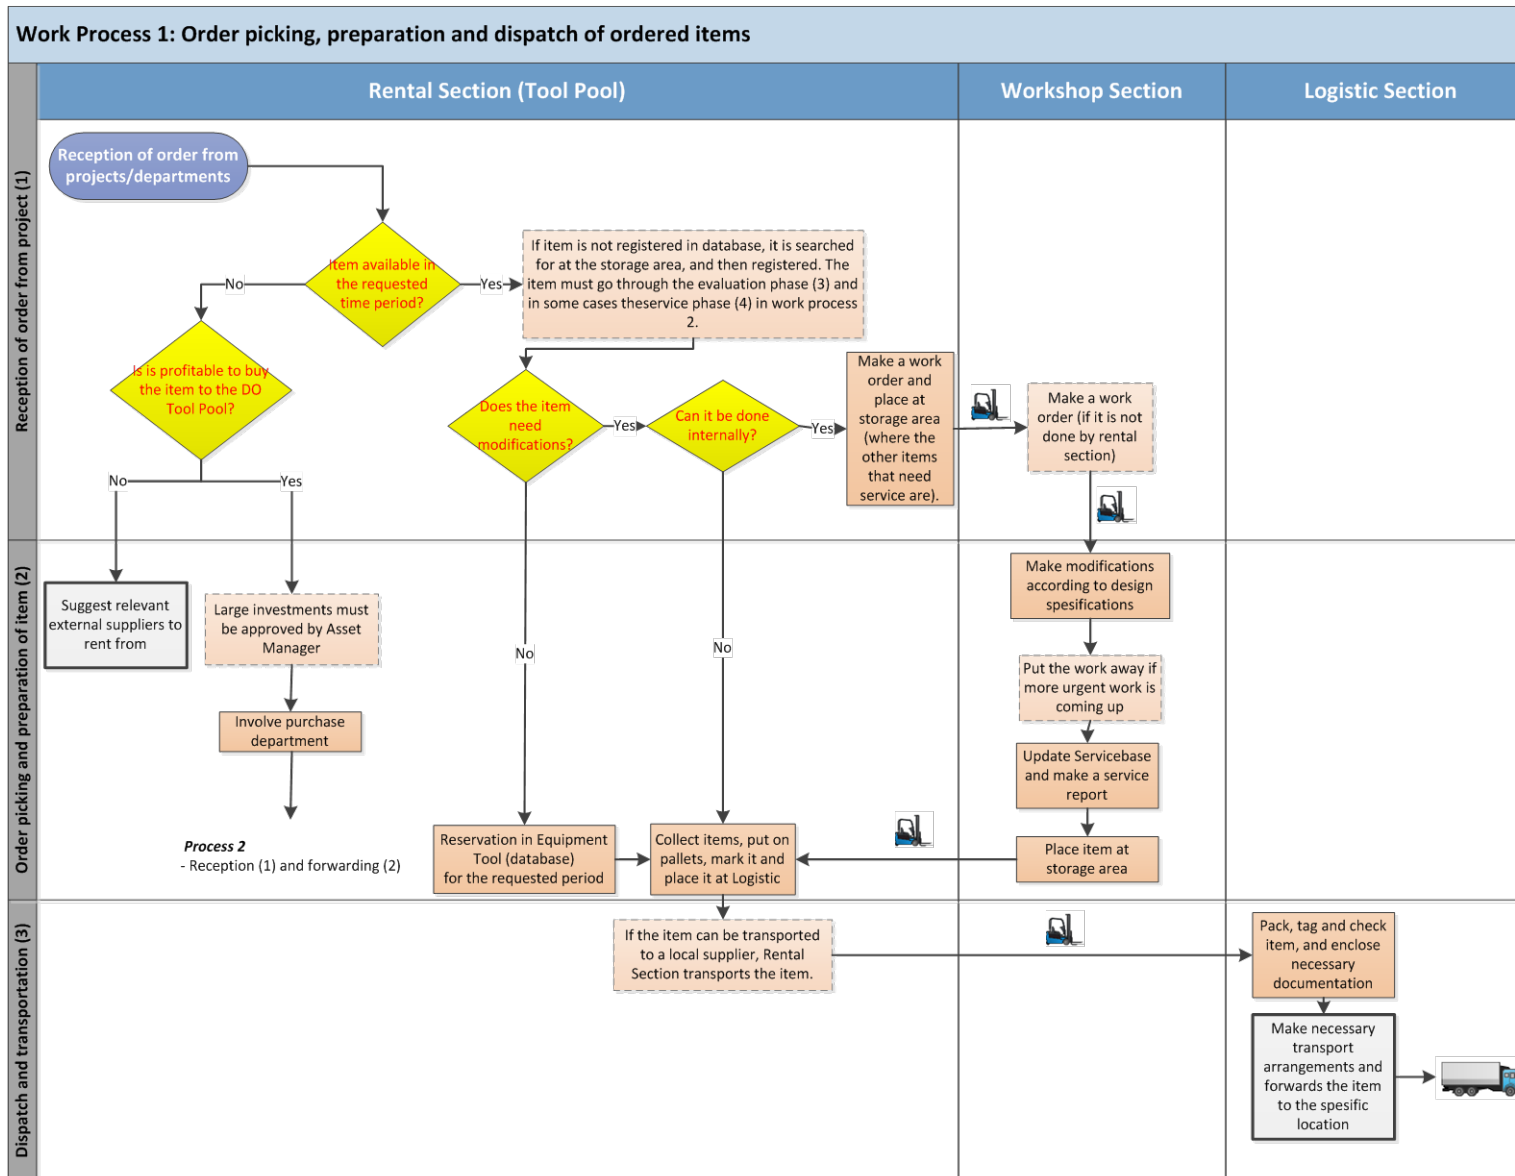 Work Process 1: Order picking, preparation and dispatch of ordered items
Rental Section (Tool Pool)
Workshop Section
Logistic Section
Reception of order from project (1)
Reception of order from
projects/departments
Item available in
the requested
time period?
No
Yes
If item is not registered in database, it is searched
for at the storage area, and then registered. The
item must go through the evaluation phase (3) and
in some cases theservice phase (4) in work process
2.
Is is profitable to buy
the item to the DO
Tool Pool?
No
Yes
Does the item
need
modifications?
Yes
Can it be done
internally?
Yes
Make a work
order and
place at
storage area
(where the
other items
that need
service are).
Make a work
order (if it is not
done by rental
section)
Order picking and preparation of item (2)
Suggest relevant
external suppliers to
rent from
Large investments must
be approved by Asset
Manager
Involve purchase
department
Process 2
- Reception (1) and forwarding (2)
No
No
Reservation in Equipment
Tool (database)
for the requested period
Collect items, put on
pallets, mark it and
place it at Logistic
Make modifications
according to design
spesifications
Put the work away if
more urgent work is
coming up
Update Servicebase
and make a service
report
Place item at
storage area
Dispatch and transportation (3)
If the item can be transported
to a local supplier, Rental
Section transports the item.
Pack, tag and check
item, and enclose
necessary
documentation
Make necessary
transport
arrangements and
forwards the item
to the spesific
location